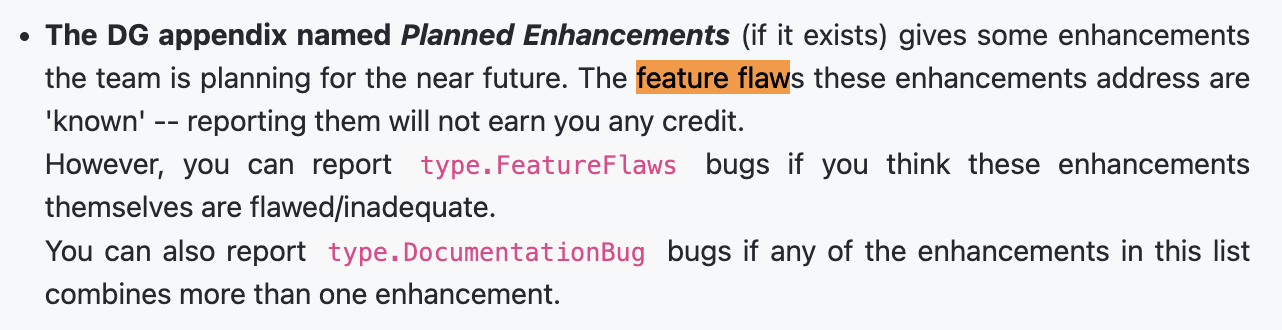 • The DG appendix named Planned Enhancements (if it exists) gives some enhancements
the team is planning for the near future. The feature flaws these enhancements address are
'known' -- reporting them will not earn you any credit.
However, you can report type.FeatureFlaws bugs if you think these enhancements
themselves are flawed/inadequate.
You can also report type.DocumentationBug bugs if any of the enhancements in this list
combines more than one enhancement.